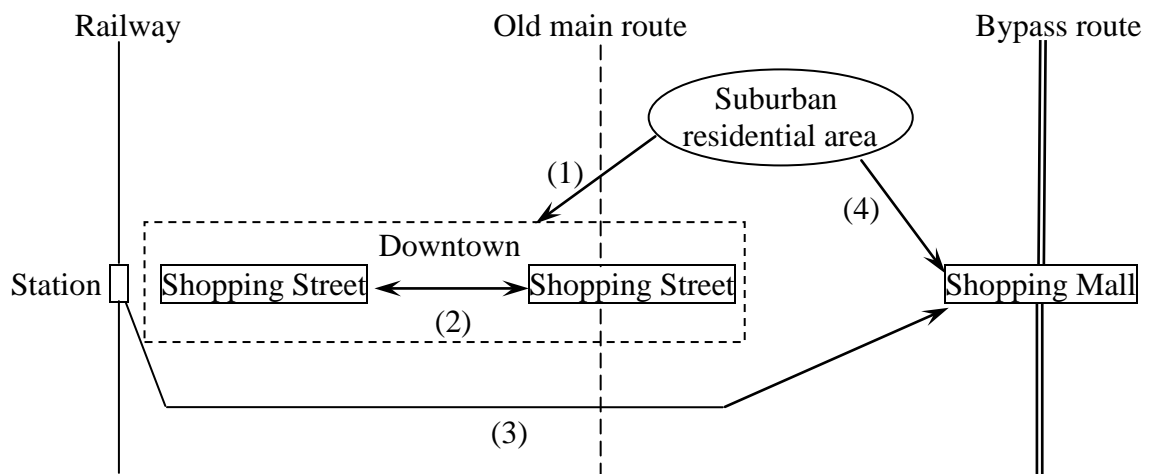 Railway
Old main route
Bypass route
Suburban
residential area
(1)
(4)
Downtown
Station
Shopping Street
Shopping Street
Shopping Mall
(2)
(3)